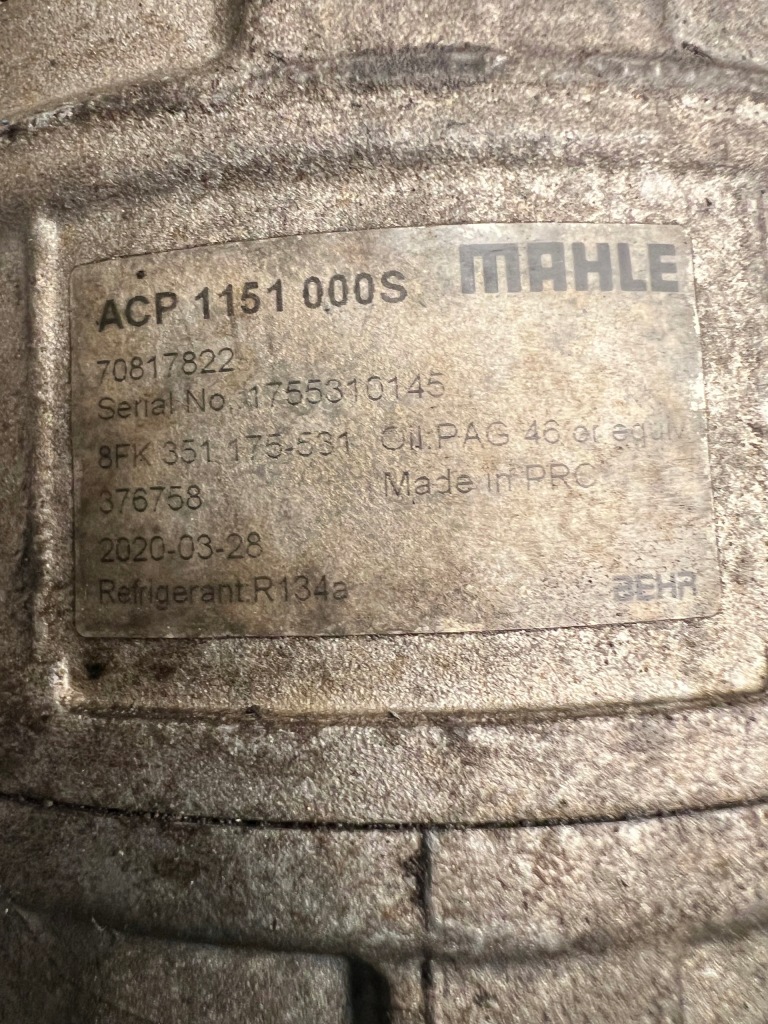 MAHLE
ACP 1151 000S
70817822
Serial No.:1755310145
8FK 351 175-531 Oil:PAG 46 or equiv
376758 Made in PRC
2020-03-28
Refrigerant:R134a BEHR